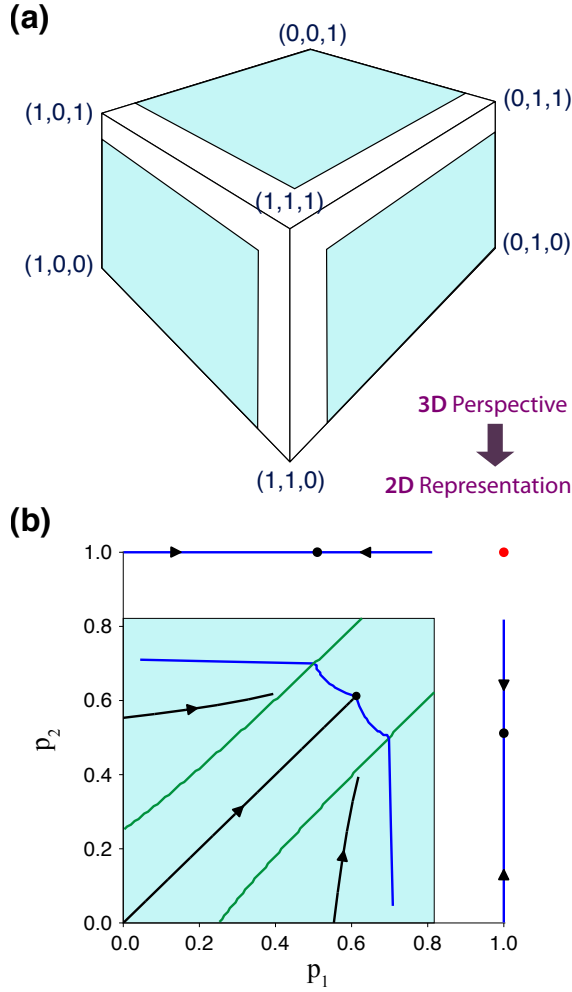 (a)
(0,0,1)
(1,0,1)
(0,1,1)
(1,1,1)
(1,0,0)
(0,1,0)
(1,1,0)
3D Perspective
2D Representation
(b)
1.0
0.8
0.6
0.4
0.2
0.0
p2
0.0 0.2 0.4 0.6 0.8 1.0
p1